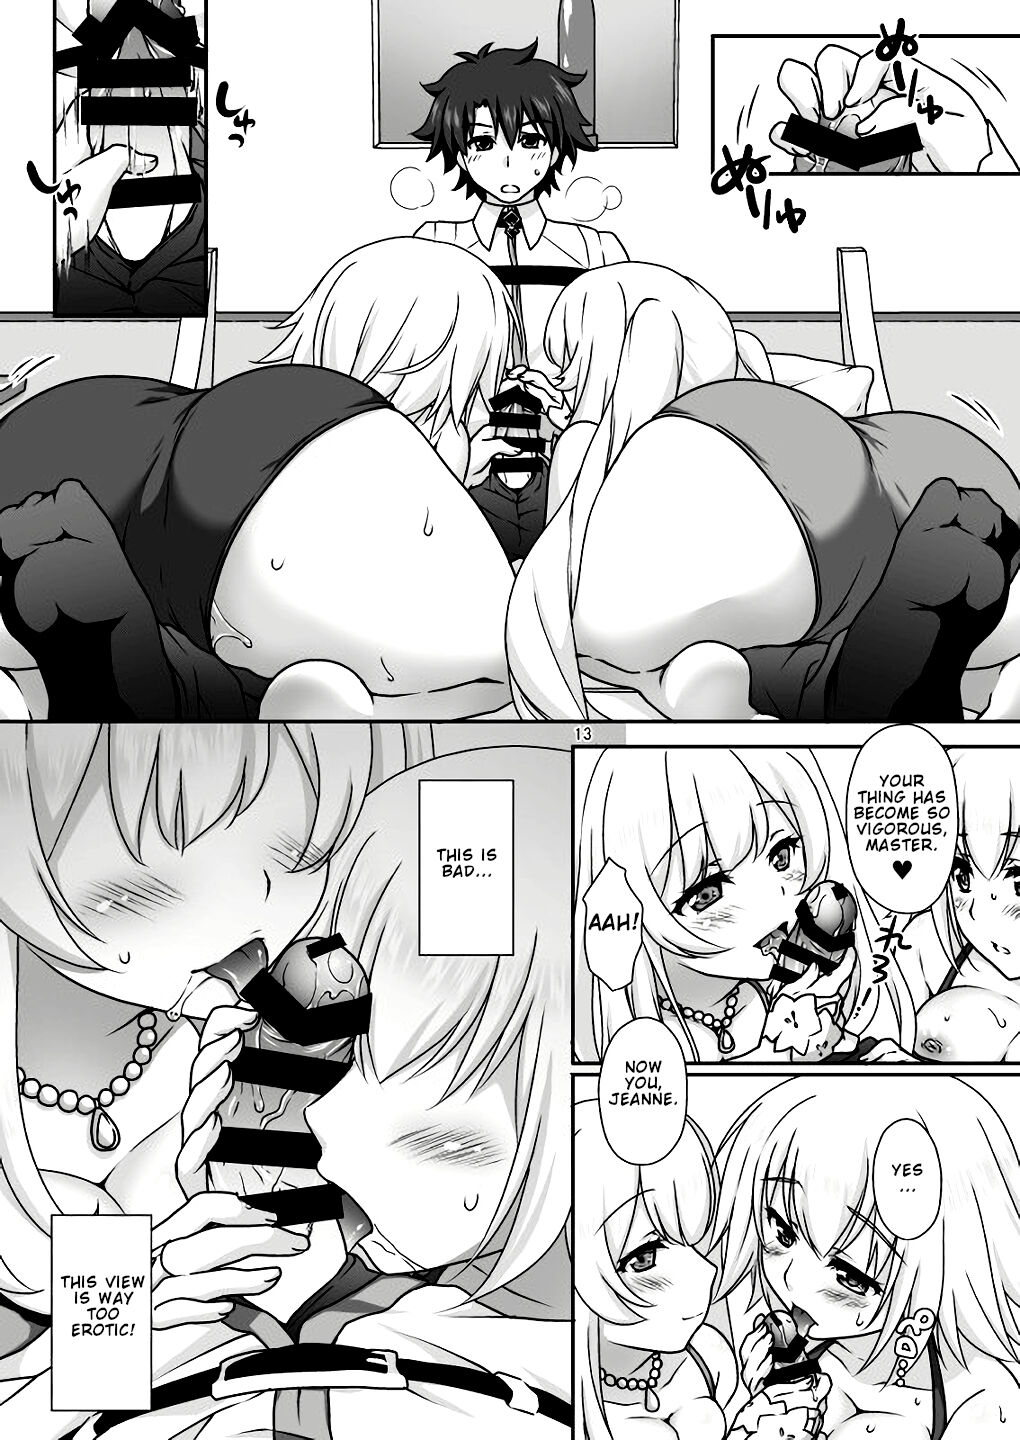 ぬ
りゅ
ぬ
りゅ
しゅっ
しゅっ
13
YOUR
THING HAS
BECOME SO
VIGOROUS,
MASTER.
♥
AAH!
れろ…
NOW
YOU,
JEANNE.
YES
...
THIS IS
BAD...
THIS VIEW
IS WAY
TOO
EROTIC!